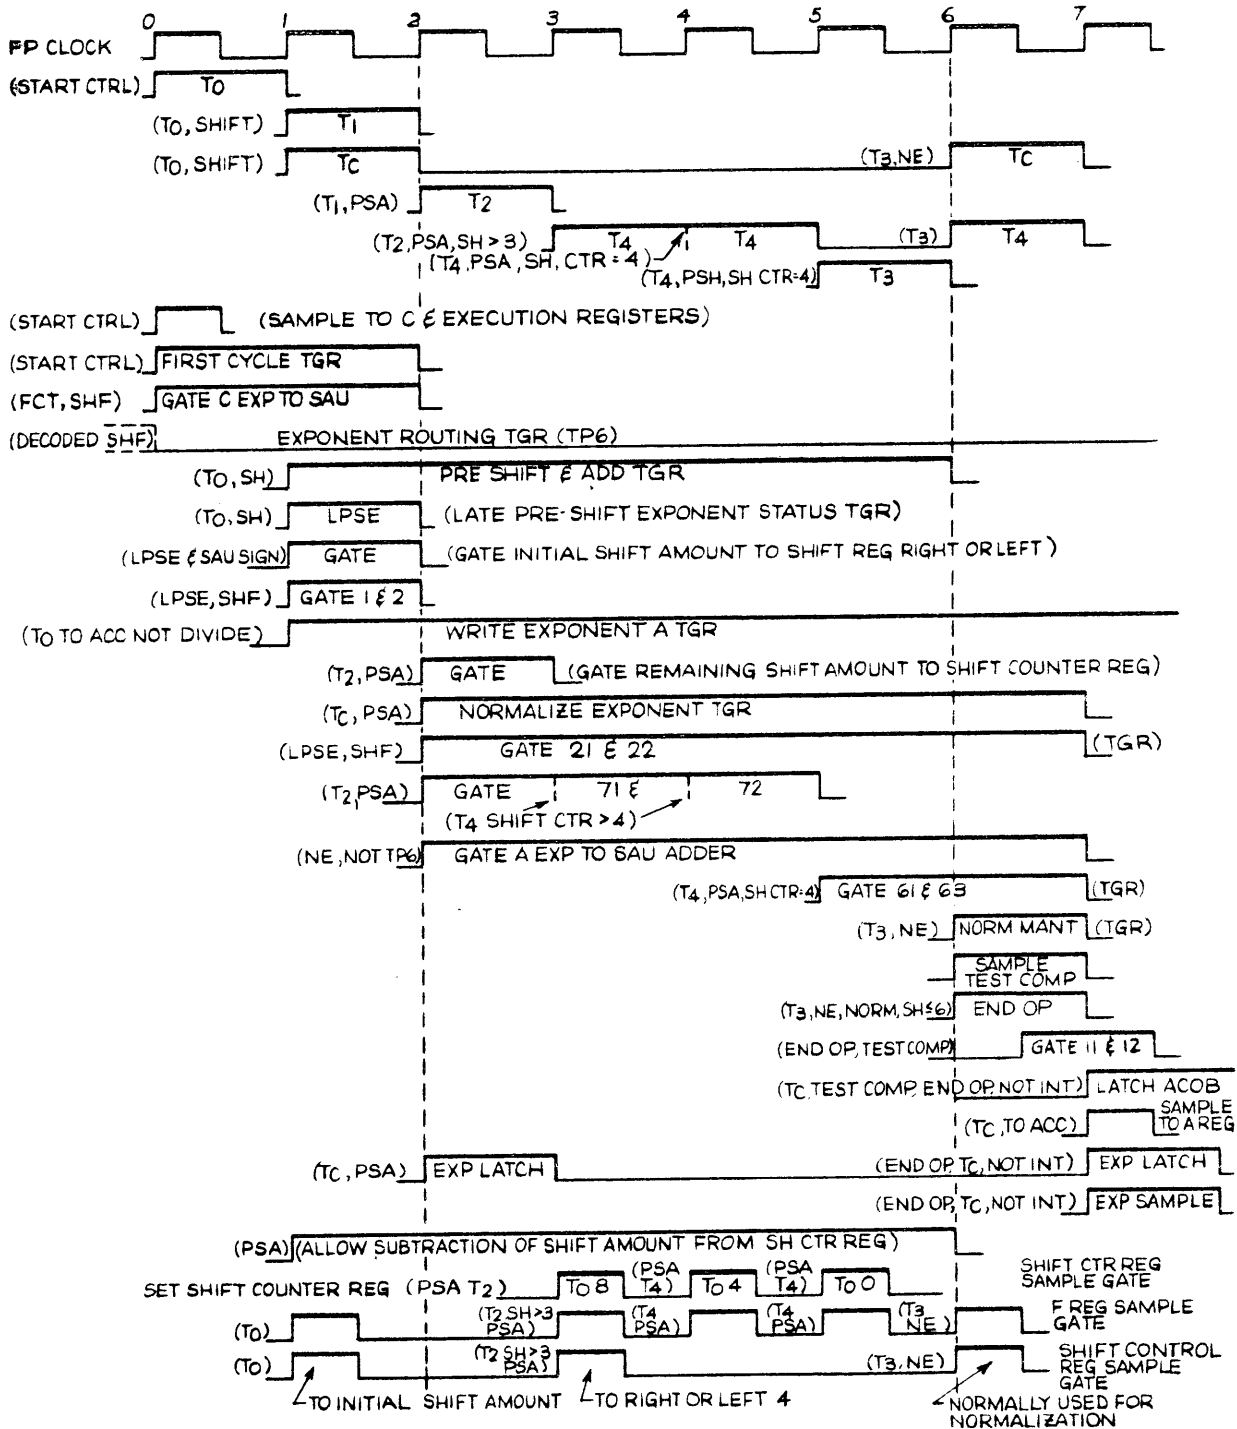 0 1 2 3 4 5 6 7
FP CLOCK
(START CTRL) T0
(T0, SHIFT) T1
(T0, SHIFT) TC (T3, NE) TC
(T1, PSA) T2
(T2, PSA, SH > 3) T4 T4 (T3) T4
(T4, PSA, SH, CTR = 4) (T4, PSH, SH CTR=4) T3
(START CTRL) (SAMPLE TO C & EXECUTION REGISTERS)
(START CTRL) FIRST CYCLE TGR
(FCT, SHF) GATE C EXP TO SAU
(DECODED SHF) EXPONENT ROUTING TGR (TP6)
(T0, SH) PRE SHIFT & ADD TGR
(T0, SH) LPSE (LATE PRE-SHIFT EXPONENT STATUS TGR)
(LPSE & SAU SIGN) GATE (GATE INITIAL SHIFT AMOUNT TO SHIFT REG RIGHT OR LEFT)
(LPSE, SHF) GATE 1 & 2
(T0 TO ACC NOT DIVIDE) WRITE EXPONENT A TGR
(T2, PSA) GATE (GATE REMAINING SHIFT AMOUNT TO SHIFT COUNTER REG)
(TC, PSA) NORMALIZE EXPONENT TGR
(LPSE, SHF) GATE 21 & 22 (TGR)
(T2, PSA) GATE 71 & 72
(T4 SHIFT CTR > 4)
(NE, NOT TP6) GATE A EXP TO SAU ADDER
(T4, PSA, SH CTR=4) GATE 61 & 63 (TGR)
(T3, NE) NORM MANT (TGR)
SAMPLE
TEST COMP
(T3, NE, NORM, SH≤6) END OP
(END OP, TEST COMP) GATE 11 & 12
(TC, TEST COMP, END OP, NOT INT) LATCH ACOB
(TC, TO ACC) SAMPLE
TO A REG
(TC, PSA) EXP LATCH (END OP, TC, NOT INT) EXP LATCH
(END OP, TC, NOT INT) EXP SAMPLE
(PSA) (ALLOW SUBTRACTION OF SHIFT AMOUNT FROM SH CTR REG)
SET SHIFT COUNTER REG (PSA T2) TO 8 (PSA T4) TO 4 (PSA T4) TO 0 SHIFT CTR REG
SAMPLE GATE
(T0) (T2 SH>3 PSA) (T4 PSA) (T4 PSA) (T3 NE) F REG SAMPLE
GATE
(T0) (T2 SH>3 PSA) (T3, NE) SHIFT CONTROL
REG SAMPLE
GATE
TO INITIAL SHIFT AMOUNT TO RIGHT OR LEFT 4 NORMALLY USED FOR
NORMALIZATION